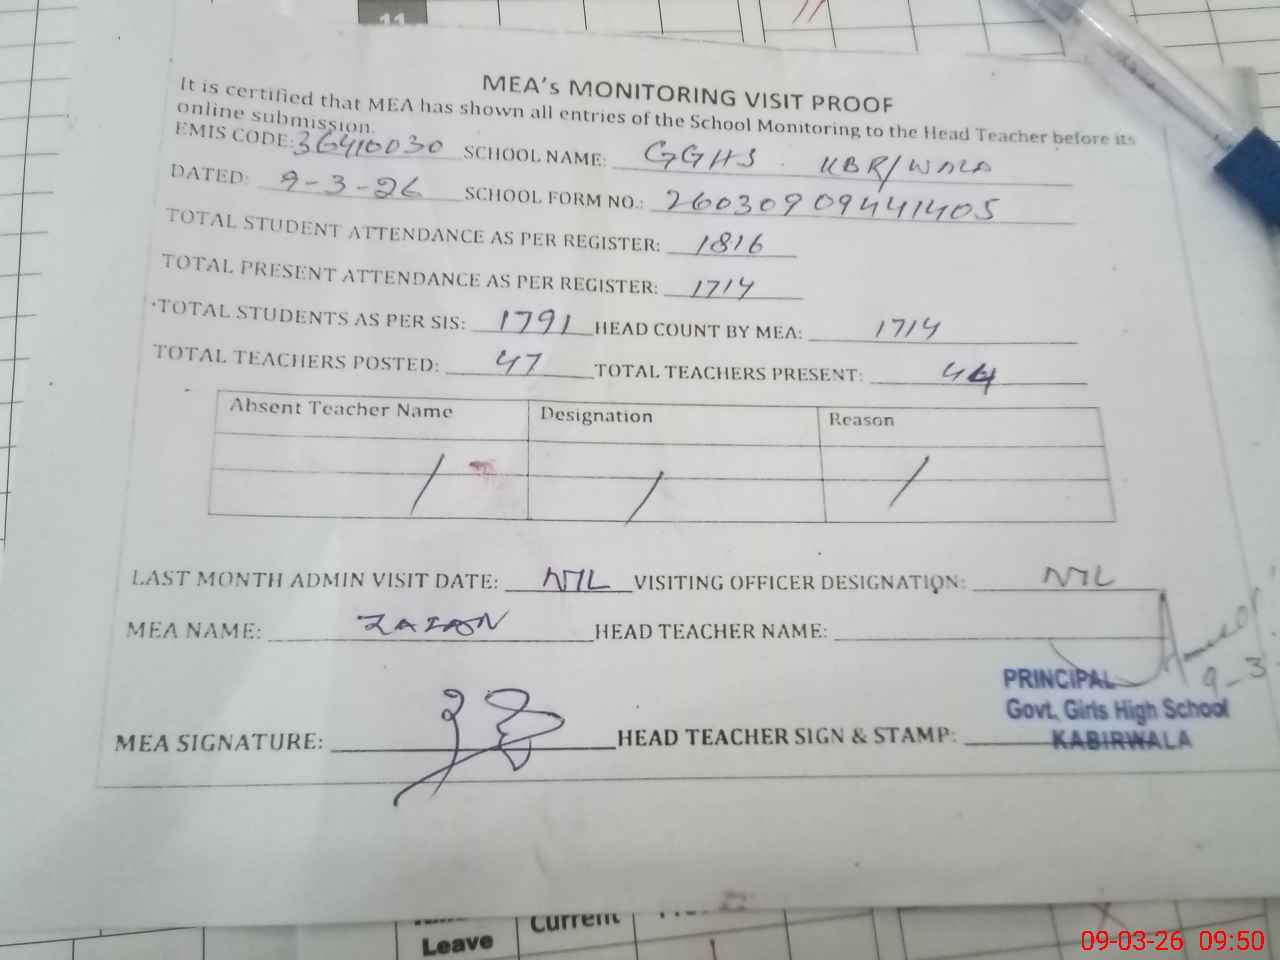 11
MEA's MONITORING VISIT PROOF
It is certified that MEA has shown all entries of the School Monitoring to the Head Teacher before its
online submission.
EMIS CODE: 36410030 SCHOOL NAME: GGHS. KBR/WALA
DATED: 9-3-26 SCHOOL FORM NO.: 26030909441405
TOTAL STUDENT ATTENDANCE AS PER REGISTER: 1816
TOTAL PRESENT ATTENDANCE AS PER REGISTER: 1714
TOTAL STUDENTS AS PER SIS: 1791 HEAD COUNT BY MEA: 1714
TOTAL TEACHERS POSTED: 47 TOTAL TEACHERS PRESENT: 44
Absent Teacher Name Designation Reason
/ / /
LAST MONTH ADMIN VISIT DATE: NIL VISITING OFFICER DESIGNATION: NIL
MEA NAME: HEAD TEACHER NAME:
9-3
PRINCIPAL
Govt. Girls High School
KABIRWALA
MEA SIGNATURE: HEAD TEACHER SIGN & STAMP:
Current
Leave
09-03-26 09:50